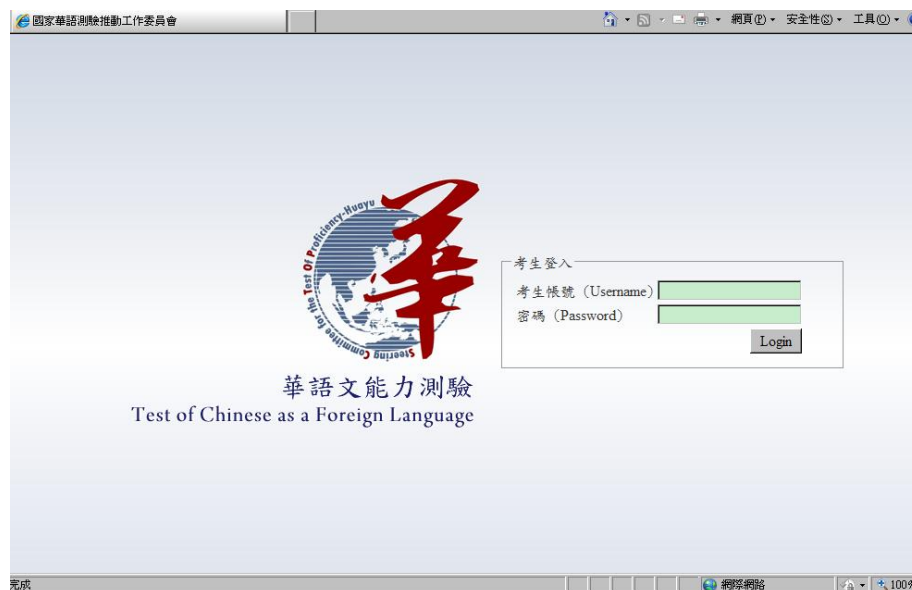 國家華語測驗推動工作委員會
網頁(P)
安全性(S)
工具(O)
Steering Committee for the Test Of Proficiency-Huayu
華
考生登入
考生帳號 (Username)
密碼 (Password)
Login
華語文能力測驗
Test of Chinese as a Foreign Language
完成
網際網路
100%